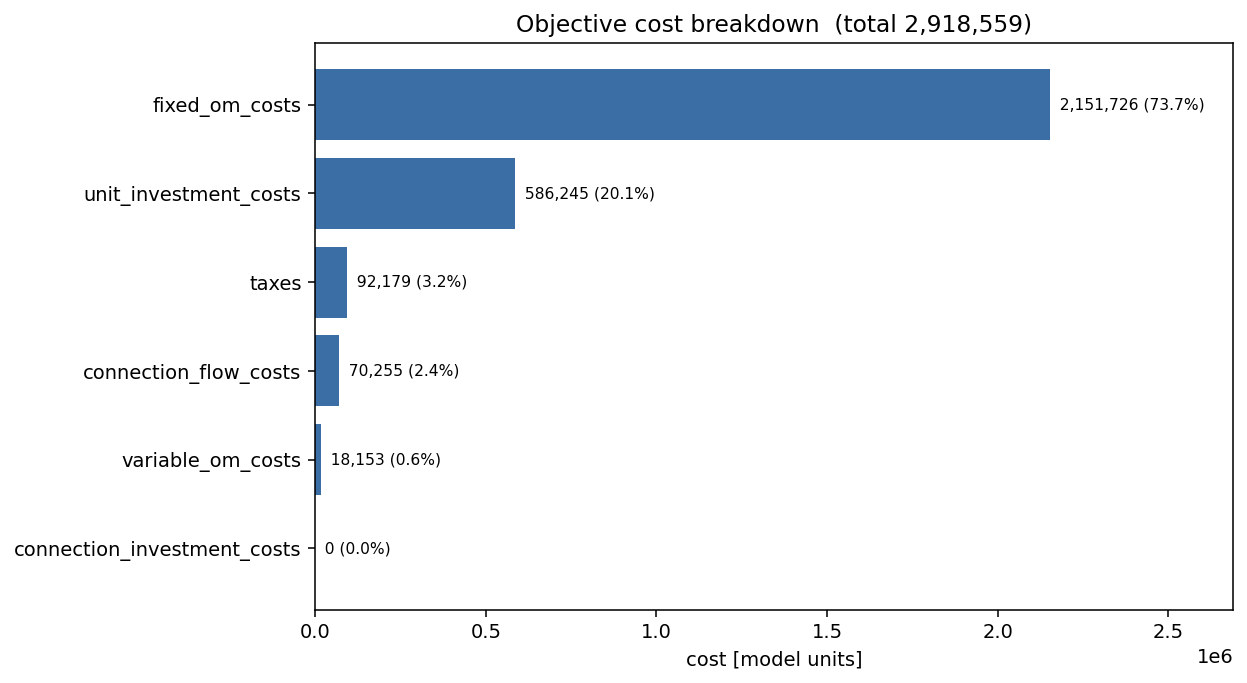 Objective cost breakdown  (total 2,918,559)
fixed_om_costs
2,151,726 (73.7%)
unit_investment_costs
586,245 (20.1%)
taxes
92,179 (3.2%)
connection_flow_costs
70,255 (2.4%)
variable_om_costs
18,153 (0.6%)
connection_investment_costs
0 (0.0%)
0.0 0.5 1.0 1.5 2.0 2.5
1e6
cost [model units]